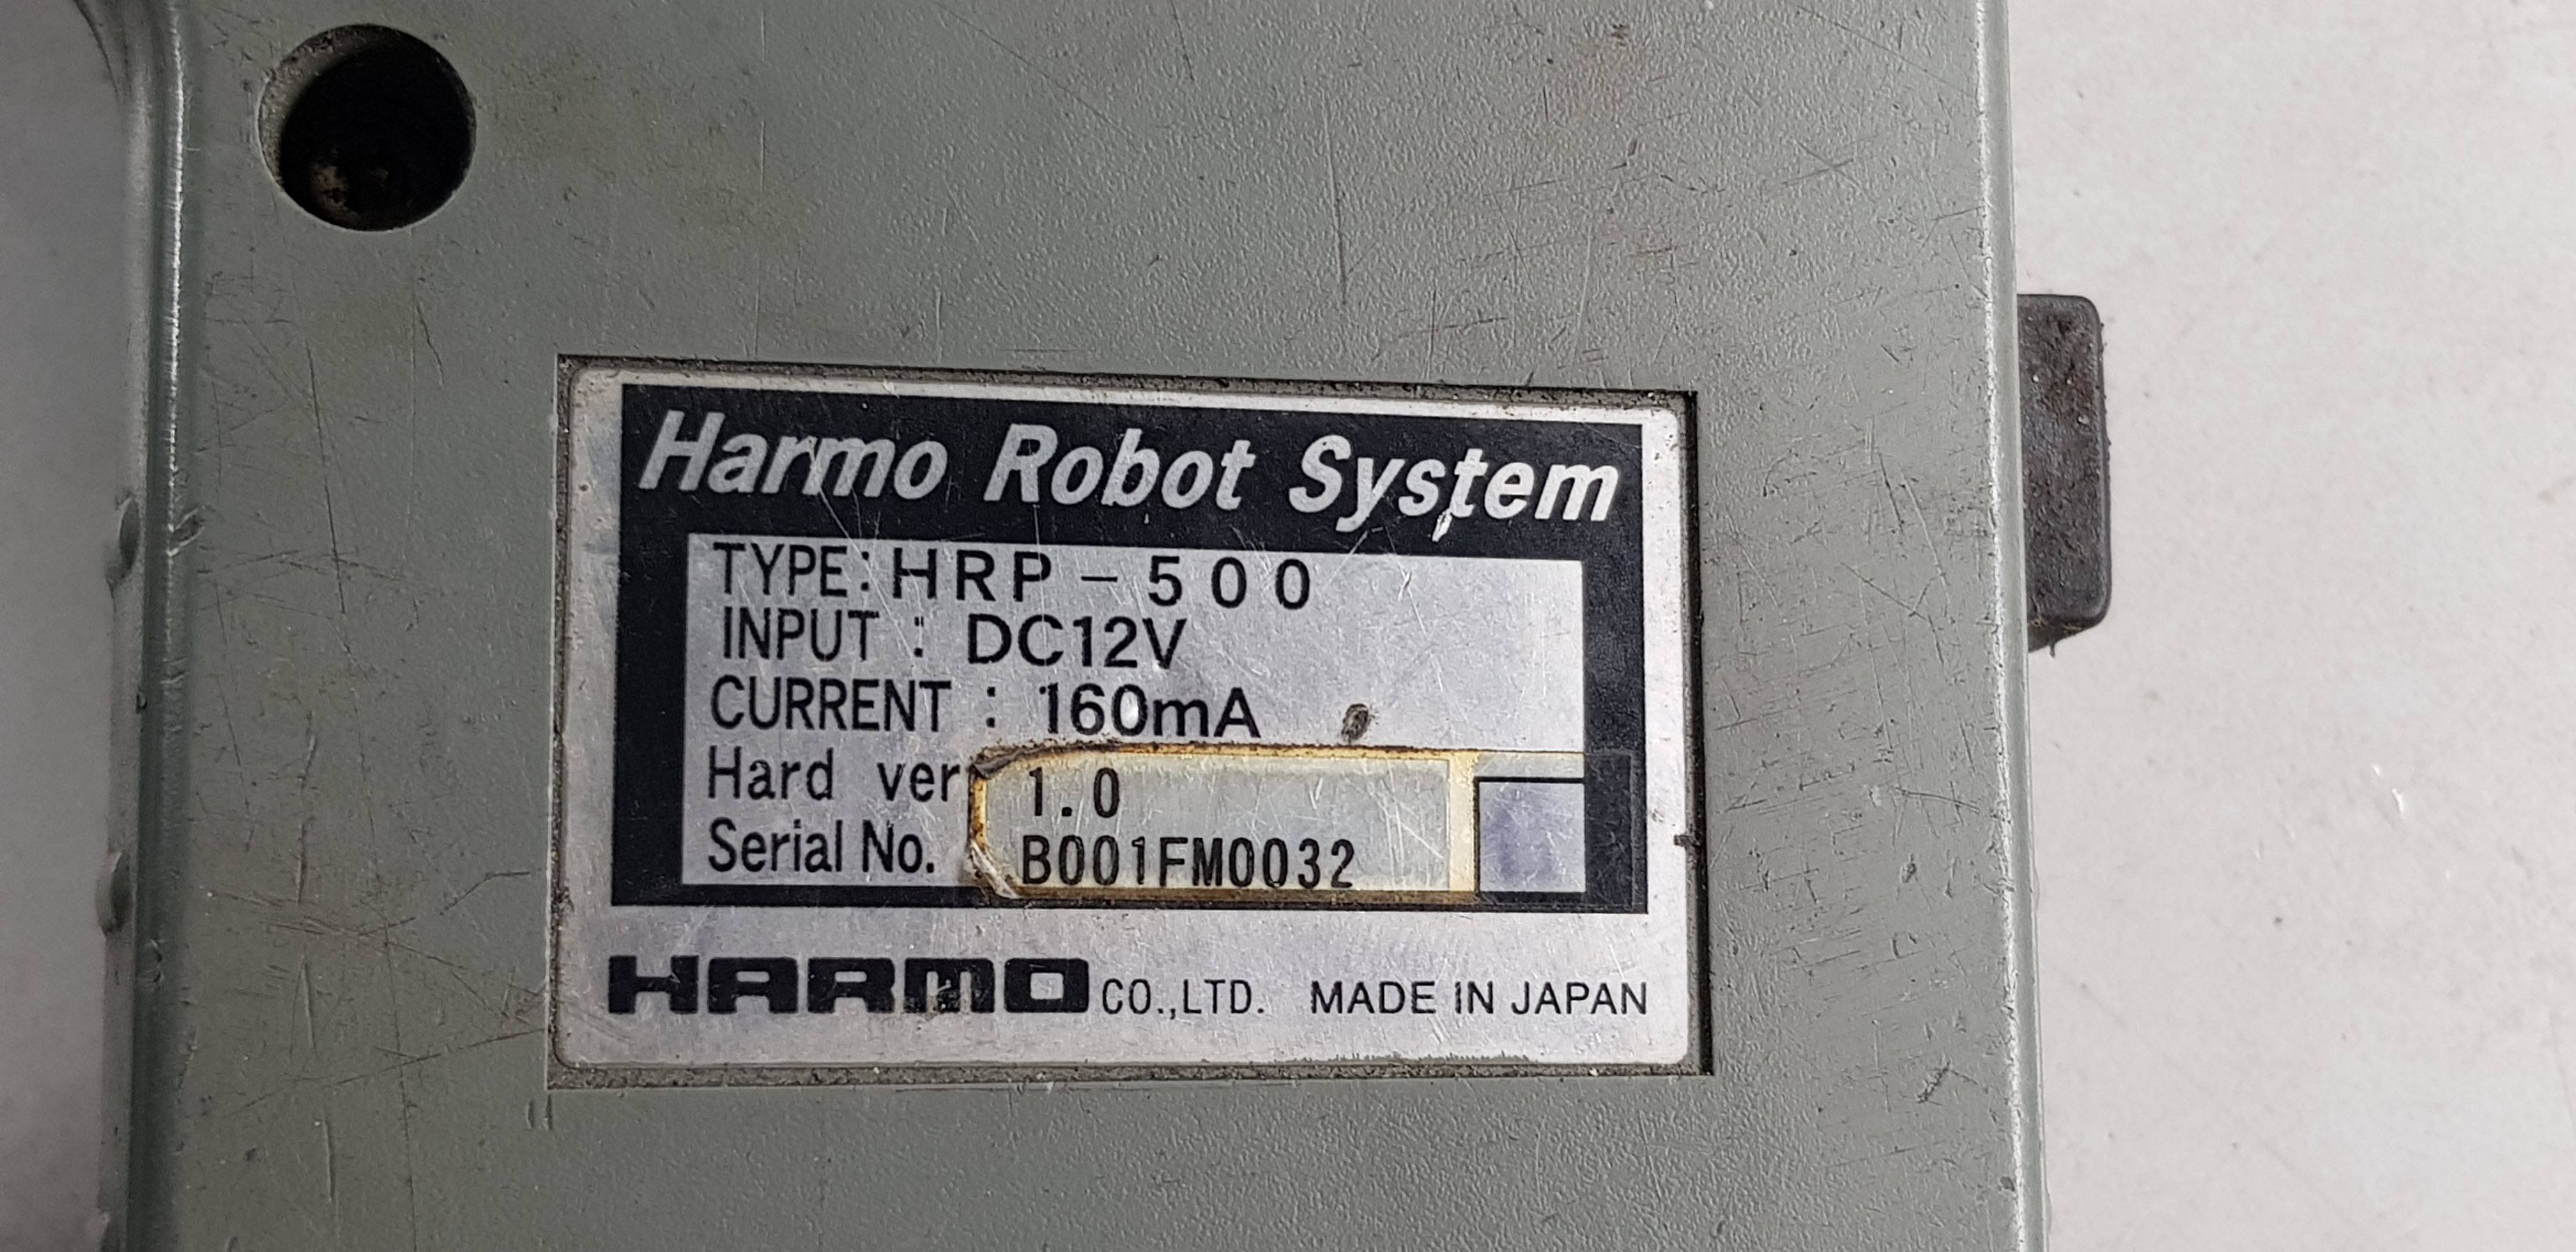 Harmo Robot System
TYPE: HRP-500
INPUT : DC12V
CURRENT : 160mA
Hard ver 1.0
Serial No. B001FM0032
HARMO CO.,LTD. MADE IN JAPAN